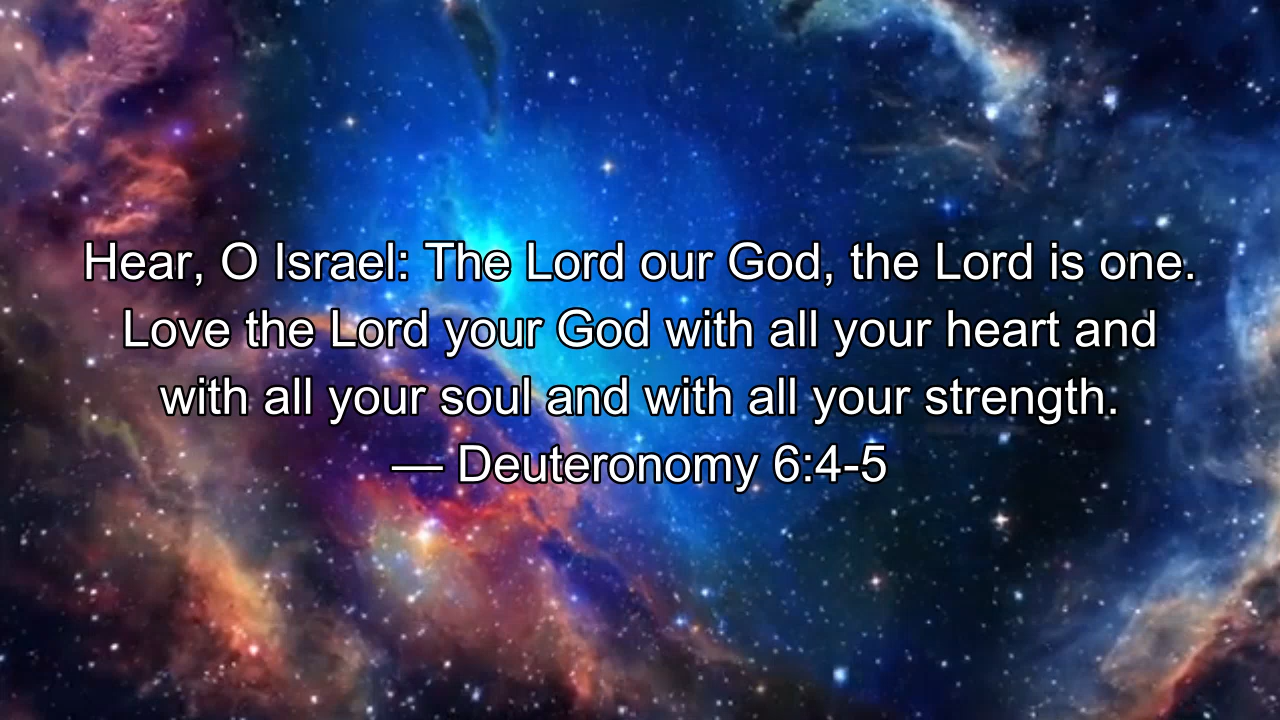 Hear, O Israel: The Lord our God, the Lord is one.
Love the Lord your God with all your heart and
with all your soul and with all your strength.
— Deuteronomy 6:4-5